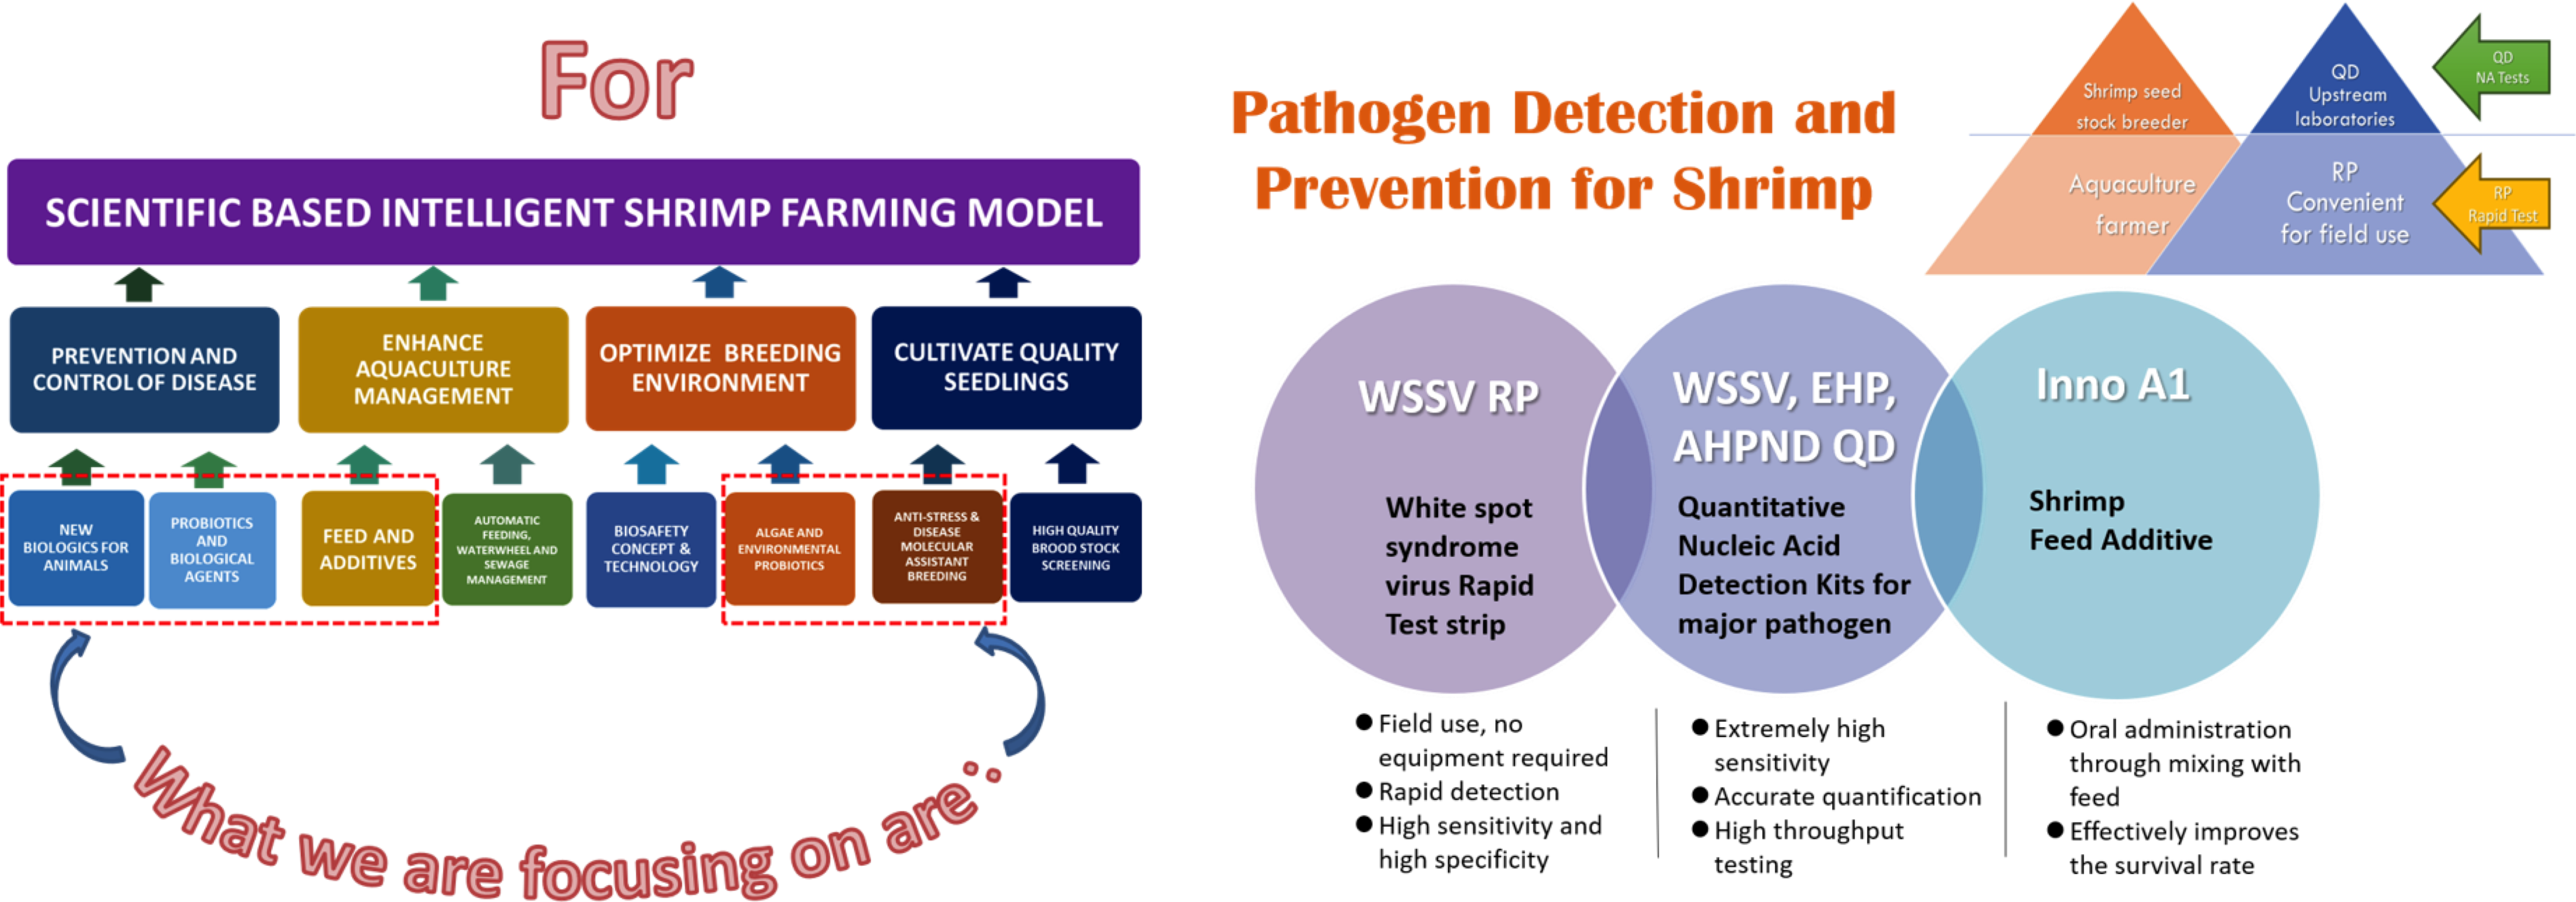 For
SCIENTIFIC BASED INTELLIGENT SHRIMP FARMING MODEL
PREVENTION AND
CONTROL OF DISEASE
ENHANCE
AQUACULTURE
MANAGEMENT
OPTIMIZE BREEDING
ENVIRONMENT
CULTIVATE QUALITY
SEEDLINGS
NEW
BIOLOGICS FOR
ANIMALS
PROBIOTICS
AND
BIOLOGICAL
AGENTS
FEED AND
ADDITIVES
AUTOMATIC
FEEDING,
WATERWHEEL AND
SEWAGE
MANAGEMENT
BIOSAFETY
CONCEPT &
TECHNOLOGY
ALGAE AND
ENVIRONMENTAL
PROBIOTICS
ANTI-STRESS &
DISEASE
MOLECULAR
ASSISTANT
BREEDING
HIGH QUALITY
BROOD STOCK
SCREENING
What we are focusing on are :
Pathogen Detection and
Prevention for Shrimp
Shrimp seed
stock breeder
Aquaculture
farmer
QD
Upstream
laboratories
RP
Convenient
for field use
QD
NA Tests
RP
Rapid Test
WSSV RP
White spot
syndrome
virus Rapid
Test strip
WSSV, EHP,
AHPND QD
Quantitative
Nucleic Acid
Detection Kits for
major pathogen
Inno A1
Shrimp
Feed Additive
● Field use, no
equipment required
● Rapid detection
● High sensitivity and
high specificity
● Extremely high
sensitivity
● Accurate quantification
● High throughput
testing
● Oral administration
through mixing with
feed
● Effectively improves
the survival rate